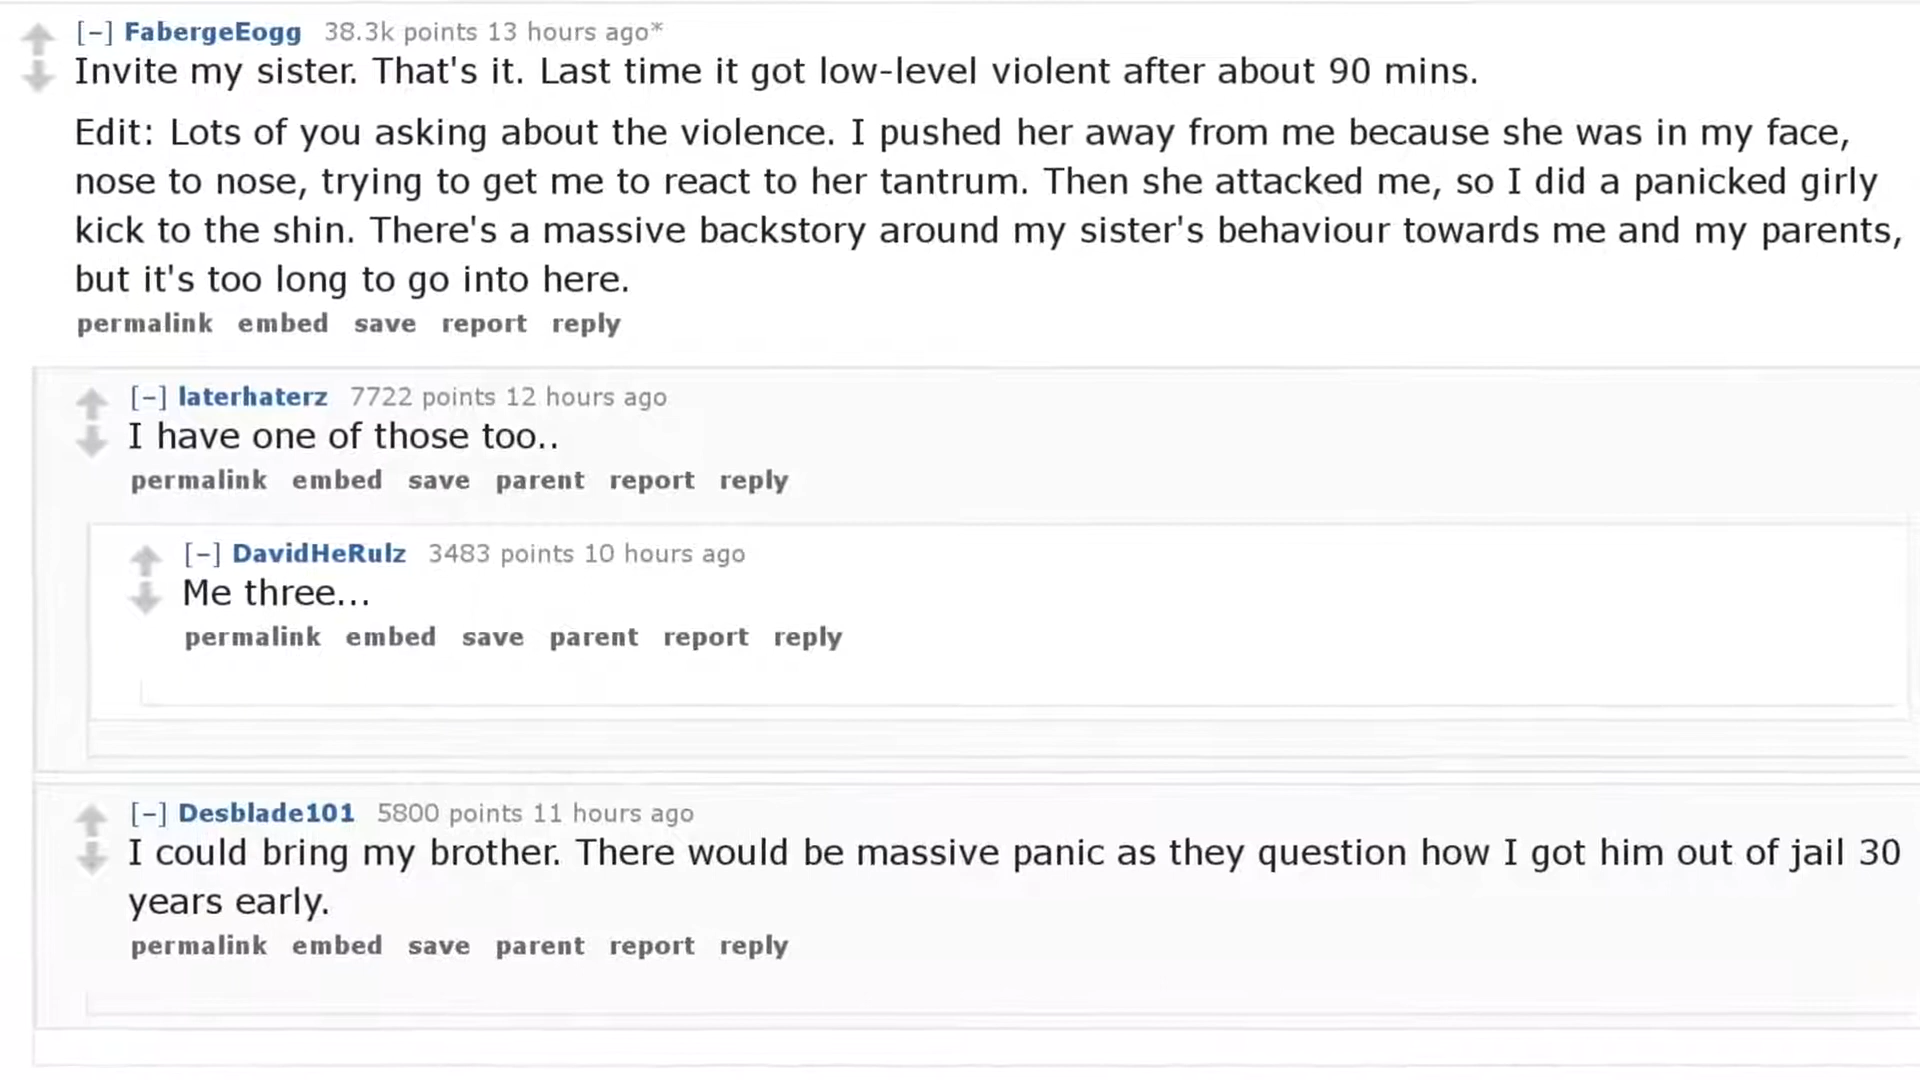 [–] FabergeEogg 38.3k points 13 hours ago*
Invite my sister. That's it. Last time it got low-level violent after about 90 mins.
Edit: Lots of you asking about the violence. I pushed her away from me because she was in my face,
nose to nose, trying to get me to react to her tantrum. Then she attacked me, so I did a panicked girly
kick to the shin. There's a massive backstory around my sister's behaviour towards me and my parents,
but it's too long to go into here.
permalink embed save report reply
[–] laterhaterz 7722 points 12 hours ago
I have one of those too..
permalink embed save parent report reply
[–] DavidHeRulz 3483 points 10 hours ago
Me three...
permalink embed save parent report reply
[–] Desblade101 5800 points 11 hours ago
I could bring my brother. There would be massive panic as they question how I got him out of jail 30
years early.
permalink embed save parent report reply